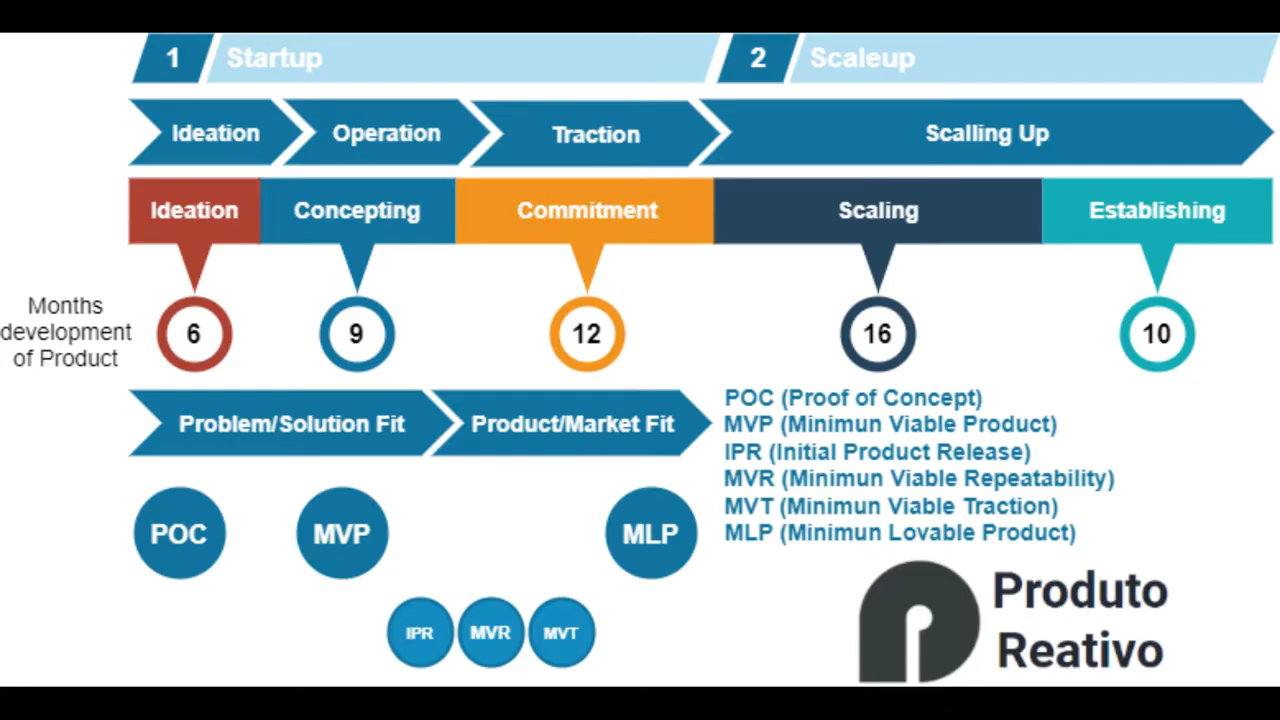 1 Startup 2 Scaleup
Ideation Operation Traction Scalling Up
Ideation Concepting Commitment Scaling Establishing
Months
development
of Product
6 9 12 16 10
Problem/Solution Fit Product/Market Fit
POC (Proof of Concept)
MVP (Minimun Viable Product)
IPR (Initial Product Release)
MVR (Minimun Viable Repeatability)
MVT (Minimun Viable Traction)
MLP (Minimun Lovable Product)
POC MVP MLP
IPR MVR MVT
Produto
Reativo